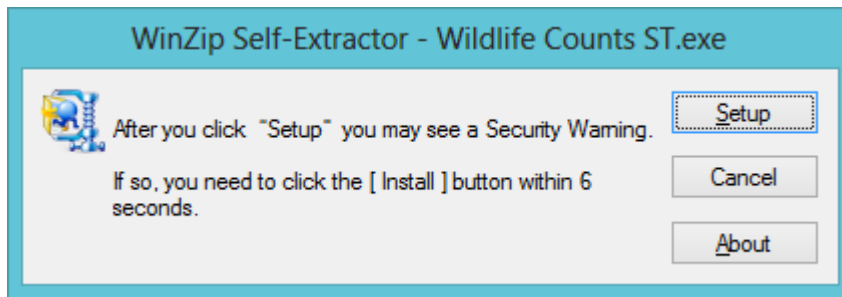 WinZip Self-Extractor - Wildlife Counts ST.exe
After you click "Setup" you may see a Security Warning.
If so, you need to click the [ Install ] button within 6
seconds.
Setup
Cancel
About